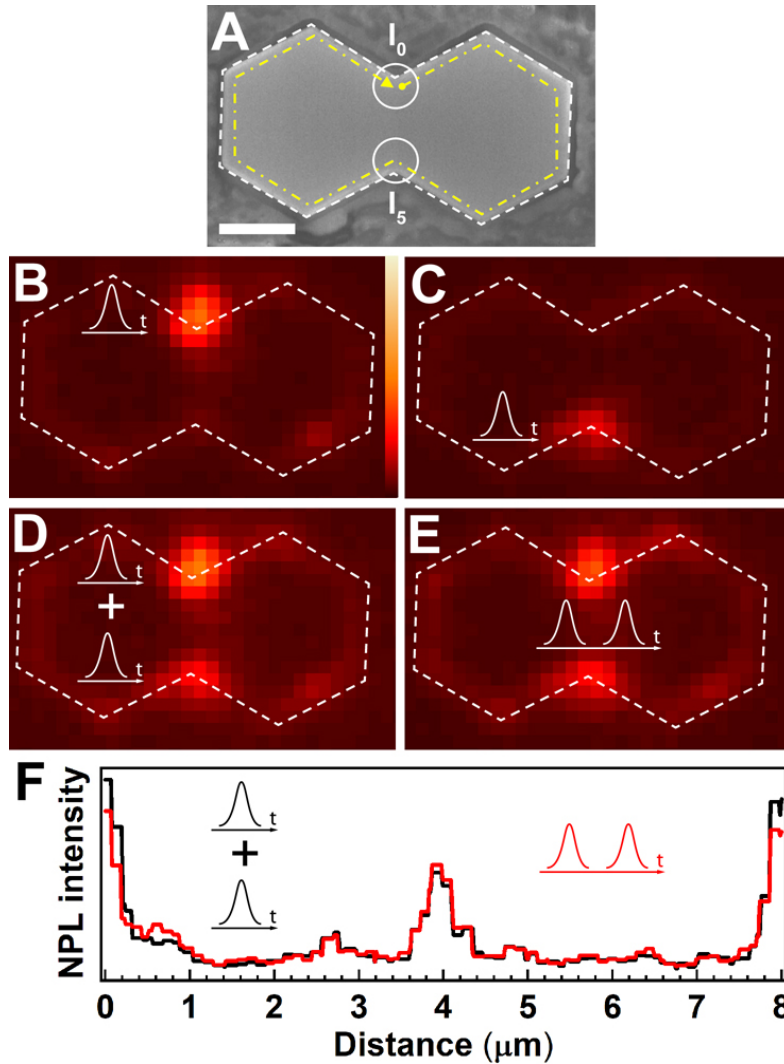 A
I₀
I₅
B
t
C
t
D
t
+
t
E
t
F
NPL intensity
t
+
t
t
0 1 2 3 4 5 6 7 8
Distance (μm)